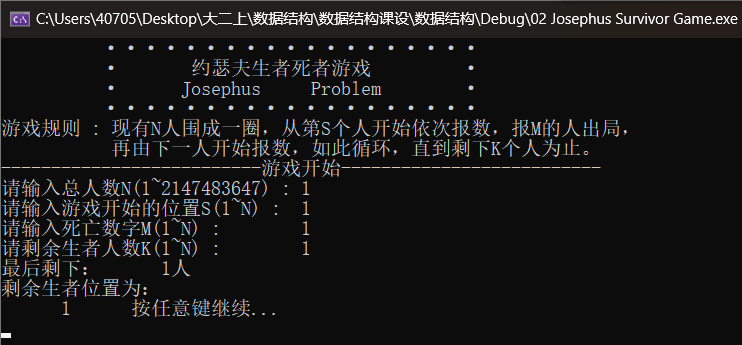 C:\Users\40705\Desktop\大二上\数据结构\数据结构课设\数据结构\Debug\02 Josephus Survivor Game.exe
约瑟夫生者死者游戏
Josephus Problem
游戏规则 : 现有N人围成一圈，从第S个人开始依次报数，报M的人出局，
再由下一人开始报数，如此循环，直到剩下K个人为止。
--------------------------游戏开始--------------------------
请输入总人数N(1~2147483647) : 1
请输入游戏开始的位置S(1~N) : 1
请输入死亡数字M(1~N) : 1
请剩余生者人数K(1~N) : 1
最后剩下: 1人
剩余生者位置为:
1 按任意键继续...